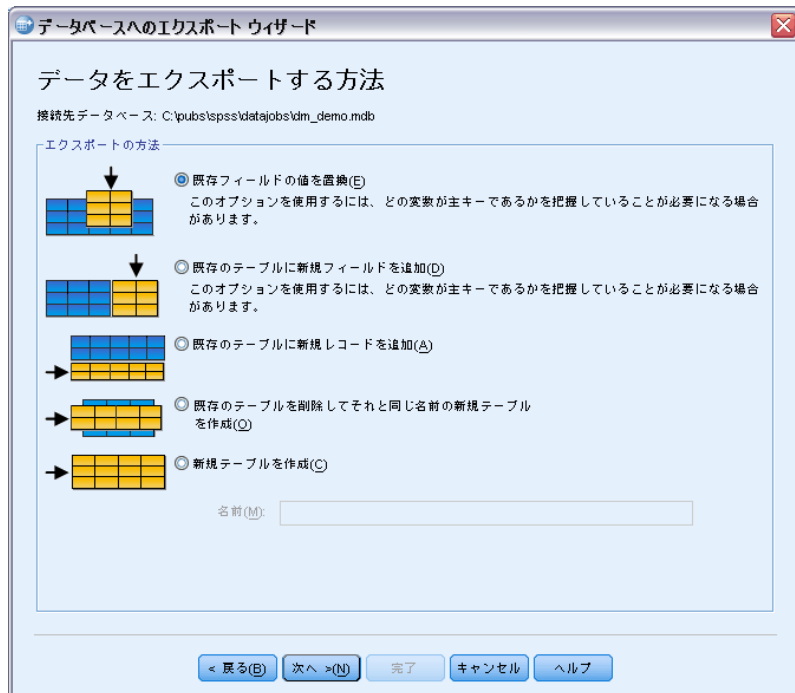 データベースへのエクスポート ウィザード
データをエクスポートする方法
接続先データベース: C:\pubs\spss\datajobs\dm_demo.mdb
エクスポートの方法
既存フィールドの値を置換(E)
このオプションを使用するには、どの変数が主キーであるかを把握していることが必要になる場合
があります。
既存のテーブルに新規フィールドを追加(D)
このオプションを使用するには、どの変数が主キーであるかを把握していることが必要になる場合
があります。
既存のテーブルに新規レコードを追加(A)
既存のテーブルを削除してそれと同じ名前の新規テーブル
を作成(O)
新規テーブルを作成(C)
名前(M):
< 戻る(B) 次へ >(N) 完了 キャンセル ヘルプ